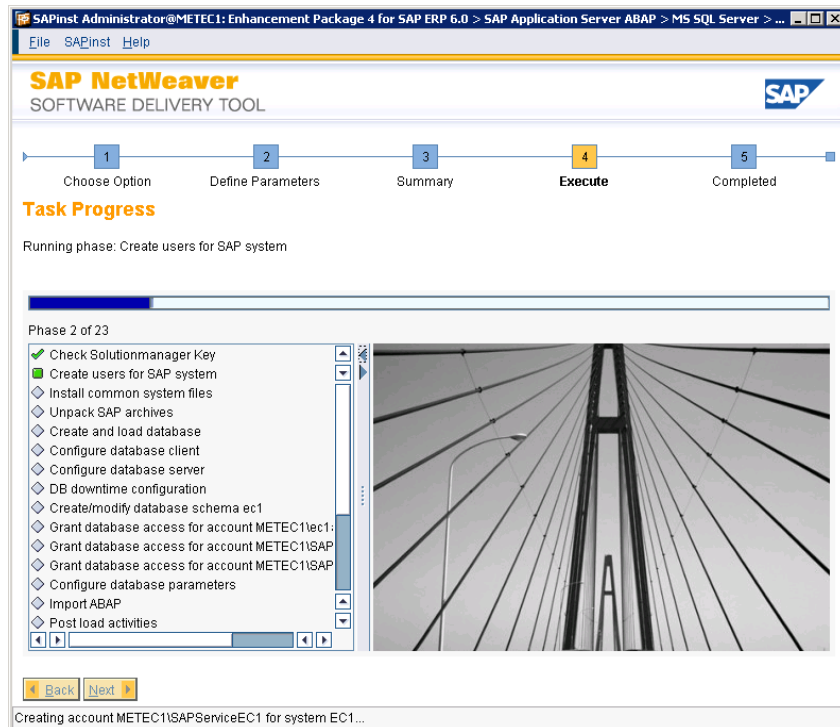 SAPinst Administrator@METEC1: Enhancement Package 4 for SAP ERP 6.0 > SAP Application Server ABAP > MS SQL Server > ...
File SAPinst Help
SAP NetWeaver
SOFTWARE DELIVERY TOOL
SAP
1 2 3 4 5
Choose Option Define Parameters Summary Execute Completed
Task Progress
Running phase: Create users for SAP system
Phase 2 of 23
Check Solutionmanager Key
Create users for SAP system
Install common system files
Unpack SAP archives
Create and load database
Configure database client
Configure database server
DB downtime configuration
Create/modify database schema ec1
Grant database access for account METEC1\ec1
Grant database access for account METEC1\SAP
Grant database access for account METEC1\SAP
Configure database parameters
Import ABAP
Post load activities
Back Next
Creating account METEC1\SAPServiceEC1 for system EC1...